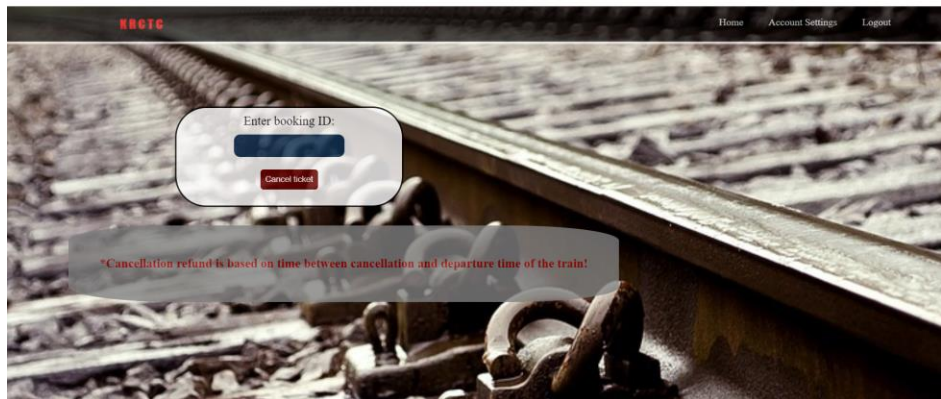 NRCTC
Home
Account Settings
Logout
Enter booking ID:
Cancel ticket
*Cancellation refund is based on time between cancellation and departure time of the train!